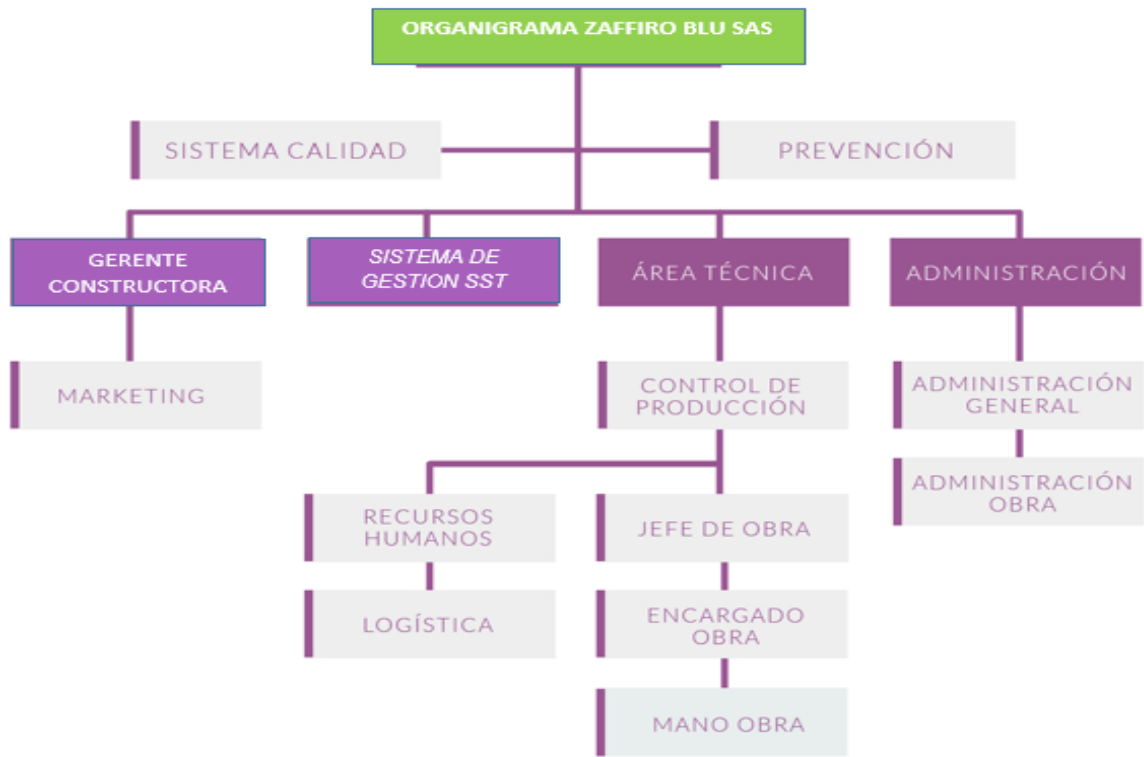 ORGANIGRAMA ZAFFIRO BLU SAS
SISTEMA CALIDAD
PREVENCIÓN
GERENTE
CONSTRUCTORA
SISTEMA DE
GESTION SST
ÁREA TÉCNICA
ADMINISTRACIÓN
MARKETING
CONTROL DE
PRODUCCIÓN
ADMINISTRACIÓN
GENERAL
ADMINISTRACIÓN
OBRA
RECURSOS
HUMANOS
JEFE DE OBRA
LOGÍSTICA
ENCARGADO
OBRA
MANO OBRA